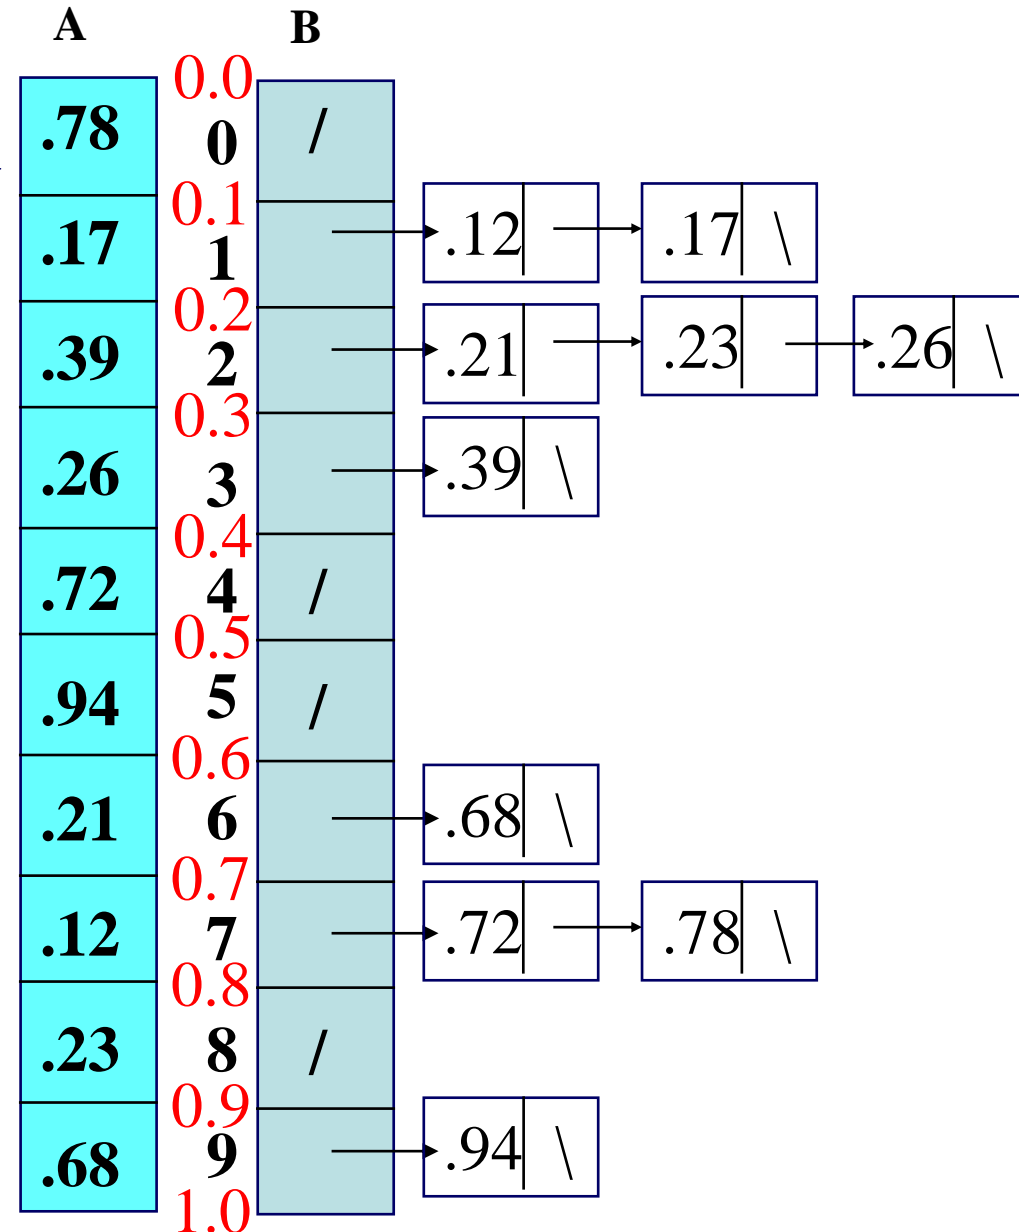 A B
0.0
.78 0 /
0.1
.17 1 .12 .17 \
0.2
.39 2 .21 .23 .26 \
0.3
.26 3 .39 \
0.4
.72 4 /
0.5
.94 5 /
0.6
.21 6 .68 \
0.7
.12 7 .72 .78 \
0.8
.23 8 /
0.9
.68 9 .94 \
1.0